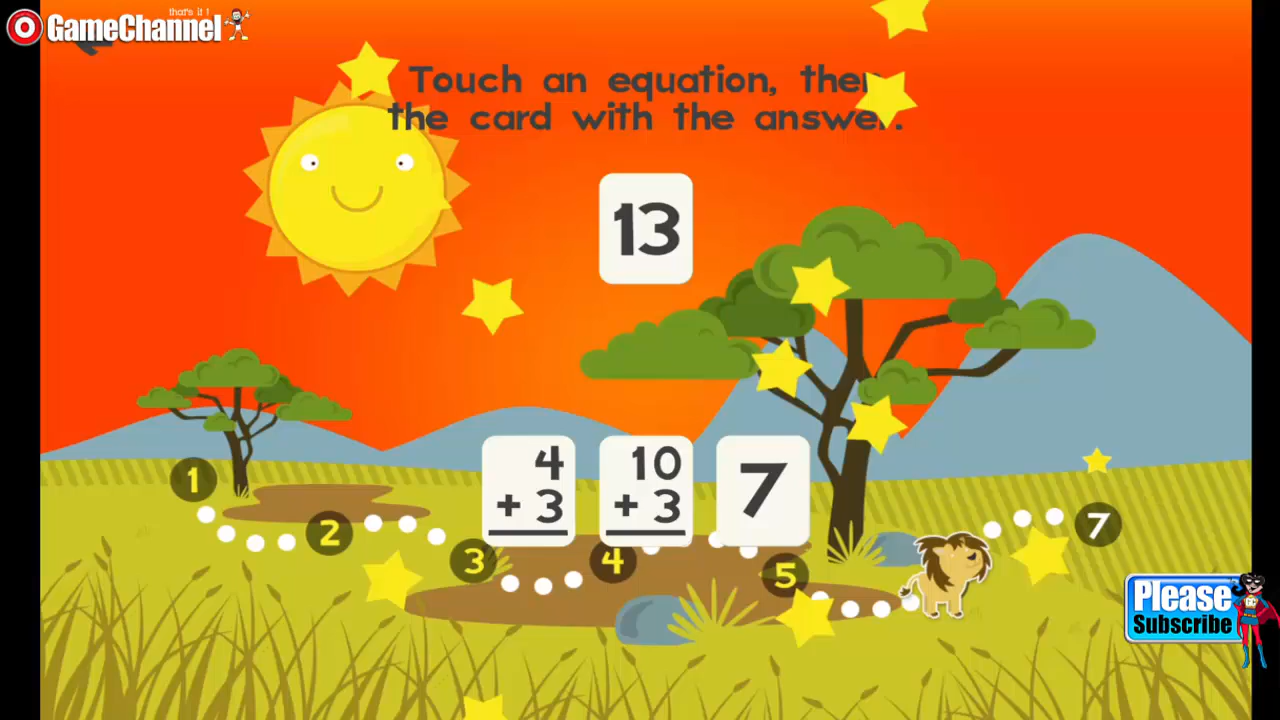 that's it !
GameChannel
Touch an equation, then
the card with the answer.
13
4
+ 3
10
+ 3
7
1
2
3
4
5
7
Please
Subscribe